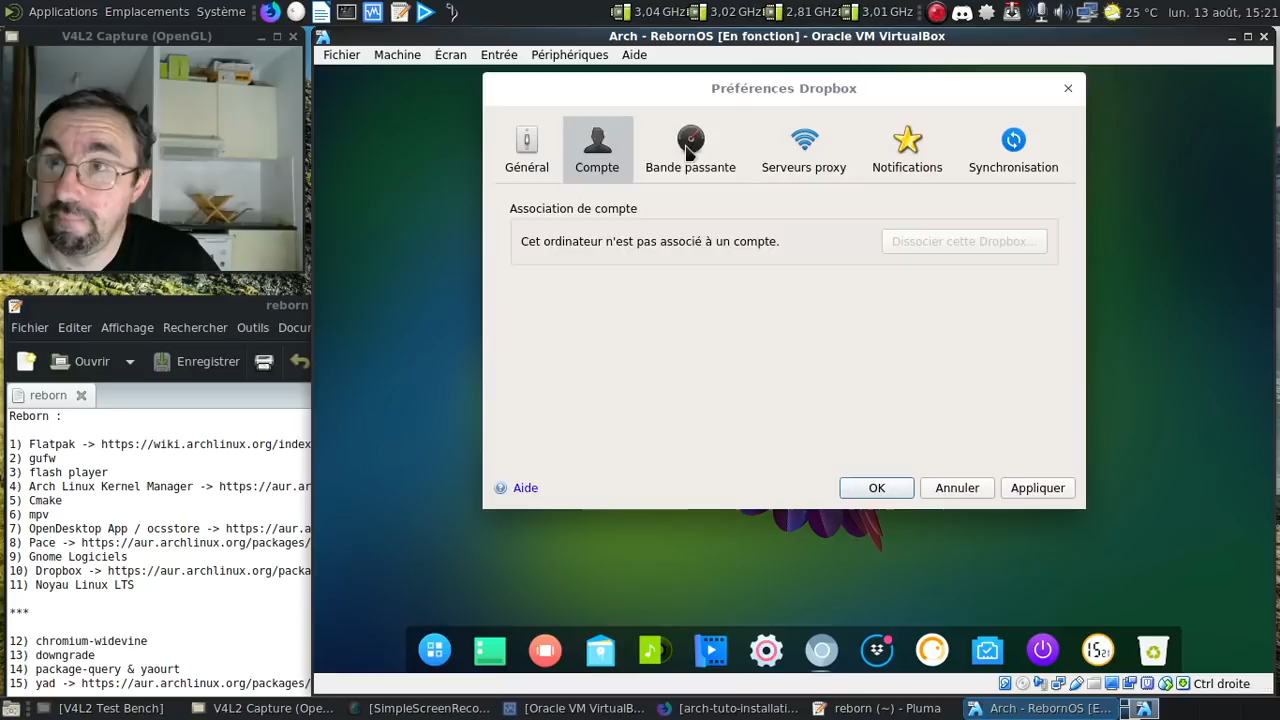 Applications Emplacements Système
3,04 GHz 3,02 GHz 2,81 GHz 3,01 GHz 25 °C lun. 13 août, 15:21
V4L2 Capture (OpenGL)
Arch - RebornOS [En fonction] - Oracle VM VirtualBox
Fichier Machine Écran Entrée Périphériques Aide
Préférences Dropbox
Général Compte Bande passante Serveurs proxy Notifications Synchronisation
Association de compte
Cet ordinateur n'est pas associé à un compte. Dissocier cette Dropbox...
Aide OK Annuler Appliquer
reborn
Fichier Editer Affichage Rechercher Outils Docu
Ouvrir Enregistrer
reborn
Reborn :
1) Flatpak -> https://wiki.archlinux.org/index
2) gufw
3) flash player
4) Arch Linux Kernel Manager -> https://aur.ar
5) Cmake
6) mpv
7) OpenDesktop App / ocsstore -> https://aur.a
8) Pace -> https://aur.archlinux.org/packages/
9) Gnome Logiciels
10) Dropbox -> https://aur.archlinux.org/packa
11) Noyau Linux LTS
***
12) chromium-widevine
13) downgrade
14) package-query & yaourt
15) yad -> https://aur.archlinux.org/packages/
Ctrl droite
[V4L2 Test Bench] V4L2 Capture (Ope... [SimpleScreenReco... [Oracle VM VirtualB... [arch-tuto-installati... reborn (~) - Pluma Arch - RebornOS [E...